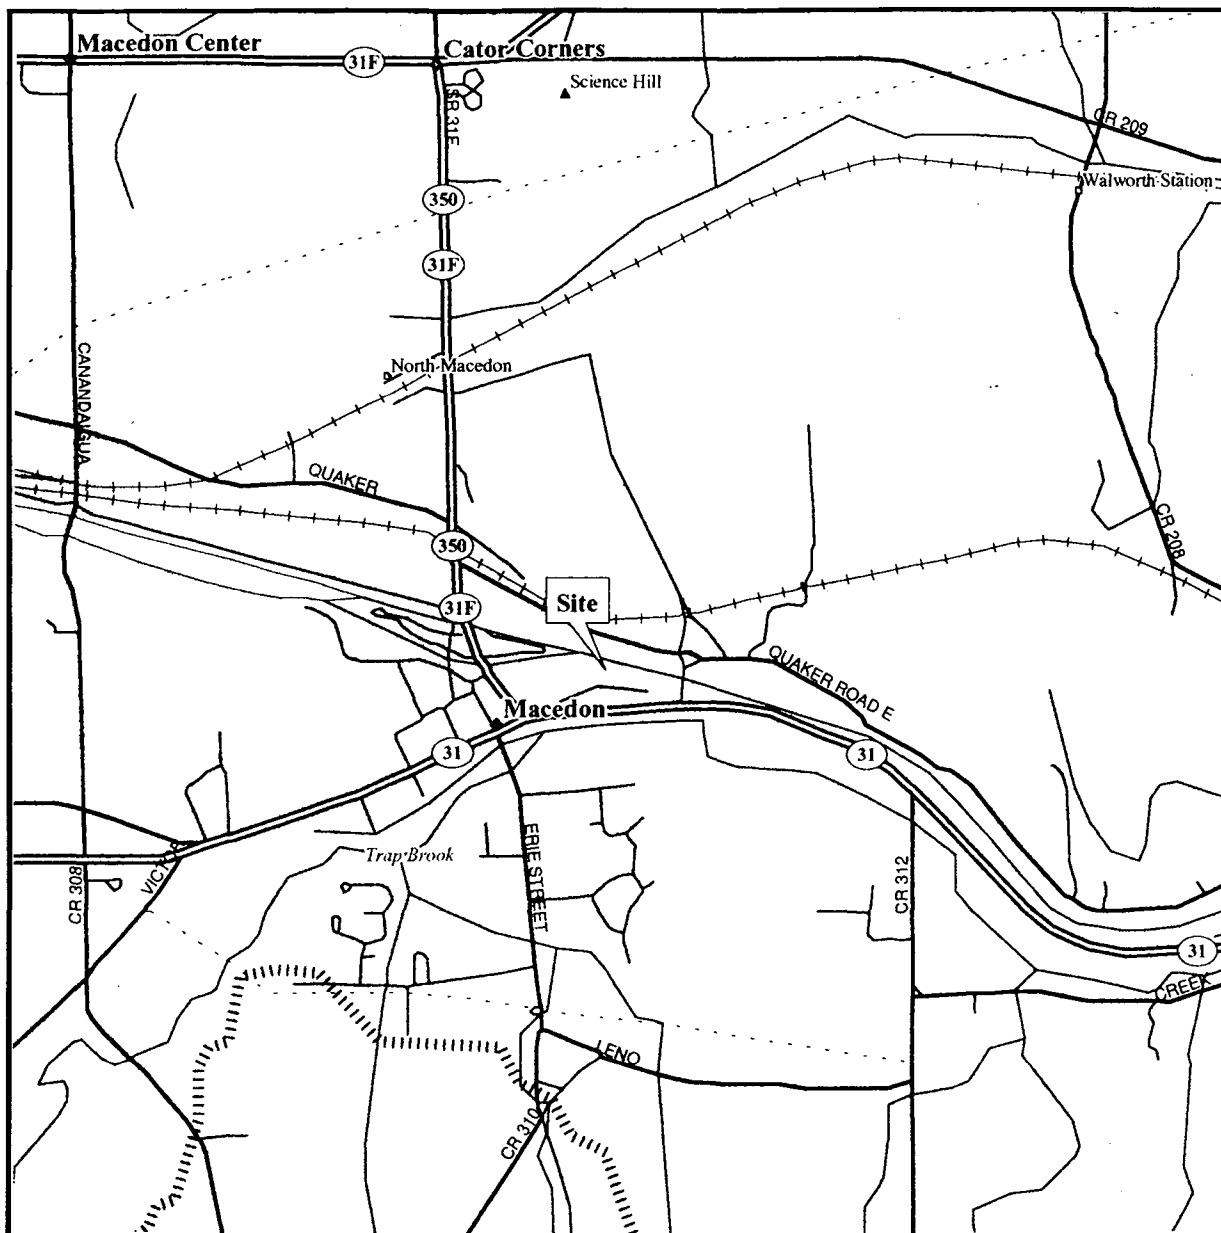 Macedon Center
31F
Cator Corners
Science Hill
SR 31F
CR 209
Walworth Station
350
31F
North Macedon
CANANDAIGUA
QUAKER
CR 208
350
31F
Site
QUAKER ROAD E
Macedon
31
31
VICTOR
Trap Brook
ERIE STREET
CR 308
CR 312
31
CREEK
LENO
CR 310